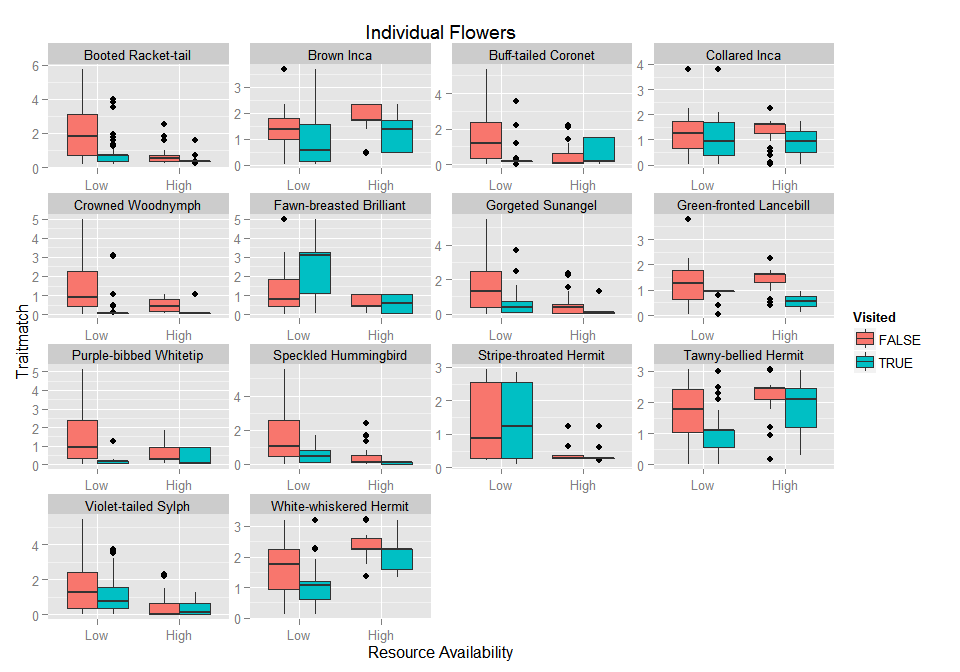 Individual Flowers
Booted Racket-tail
Brown Inca
Buff-tailed Coronet
Collared Inca
6
4
2
0
3
2
1
0
4
2
0
4
3
2
1
0
Low High
Low High
Low High
Low High
Crowned Woodnymph
Fawn-breasted Brilliant
Gorgeted Sunangel
Green-fronted Lancebill
5
4
3
2
1
0
5
4
3
2
1
0
4
2
0
3
2
1
0
Low High
Low High
Low High
Low High
Traitmatch
Purple-bibbed Whitetip
Speckled Hummingbird
Stripe-throated Hermit
Tawny-bellied Hermit
5
4
3
2
1
0
4
2
0
3
2
1
0
3
2
1
0
Low High
Low High
Low High
Low High
Violet-tailed Sylph
White-whiskered Hermit
4
2
0
3
2
1
0
Low High
Low High
Resource Availability
Visited
FALSE
TRUE